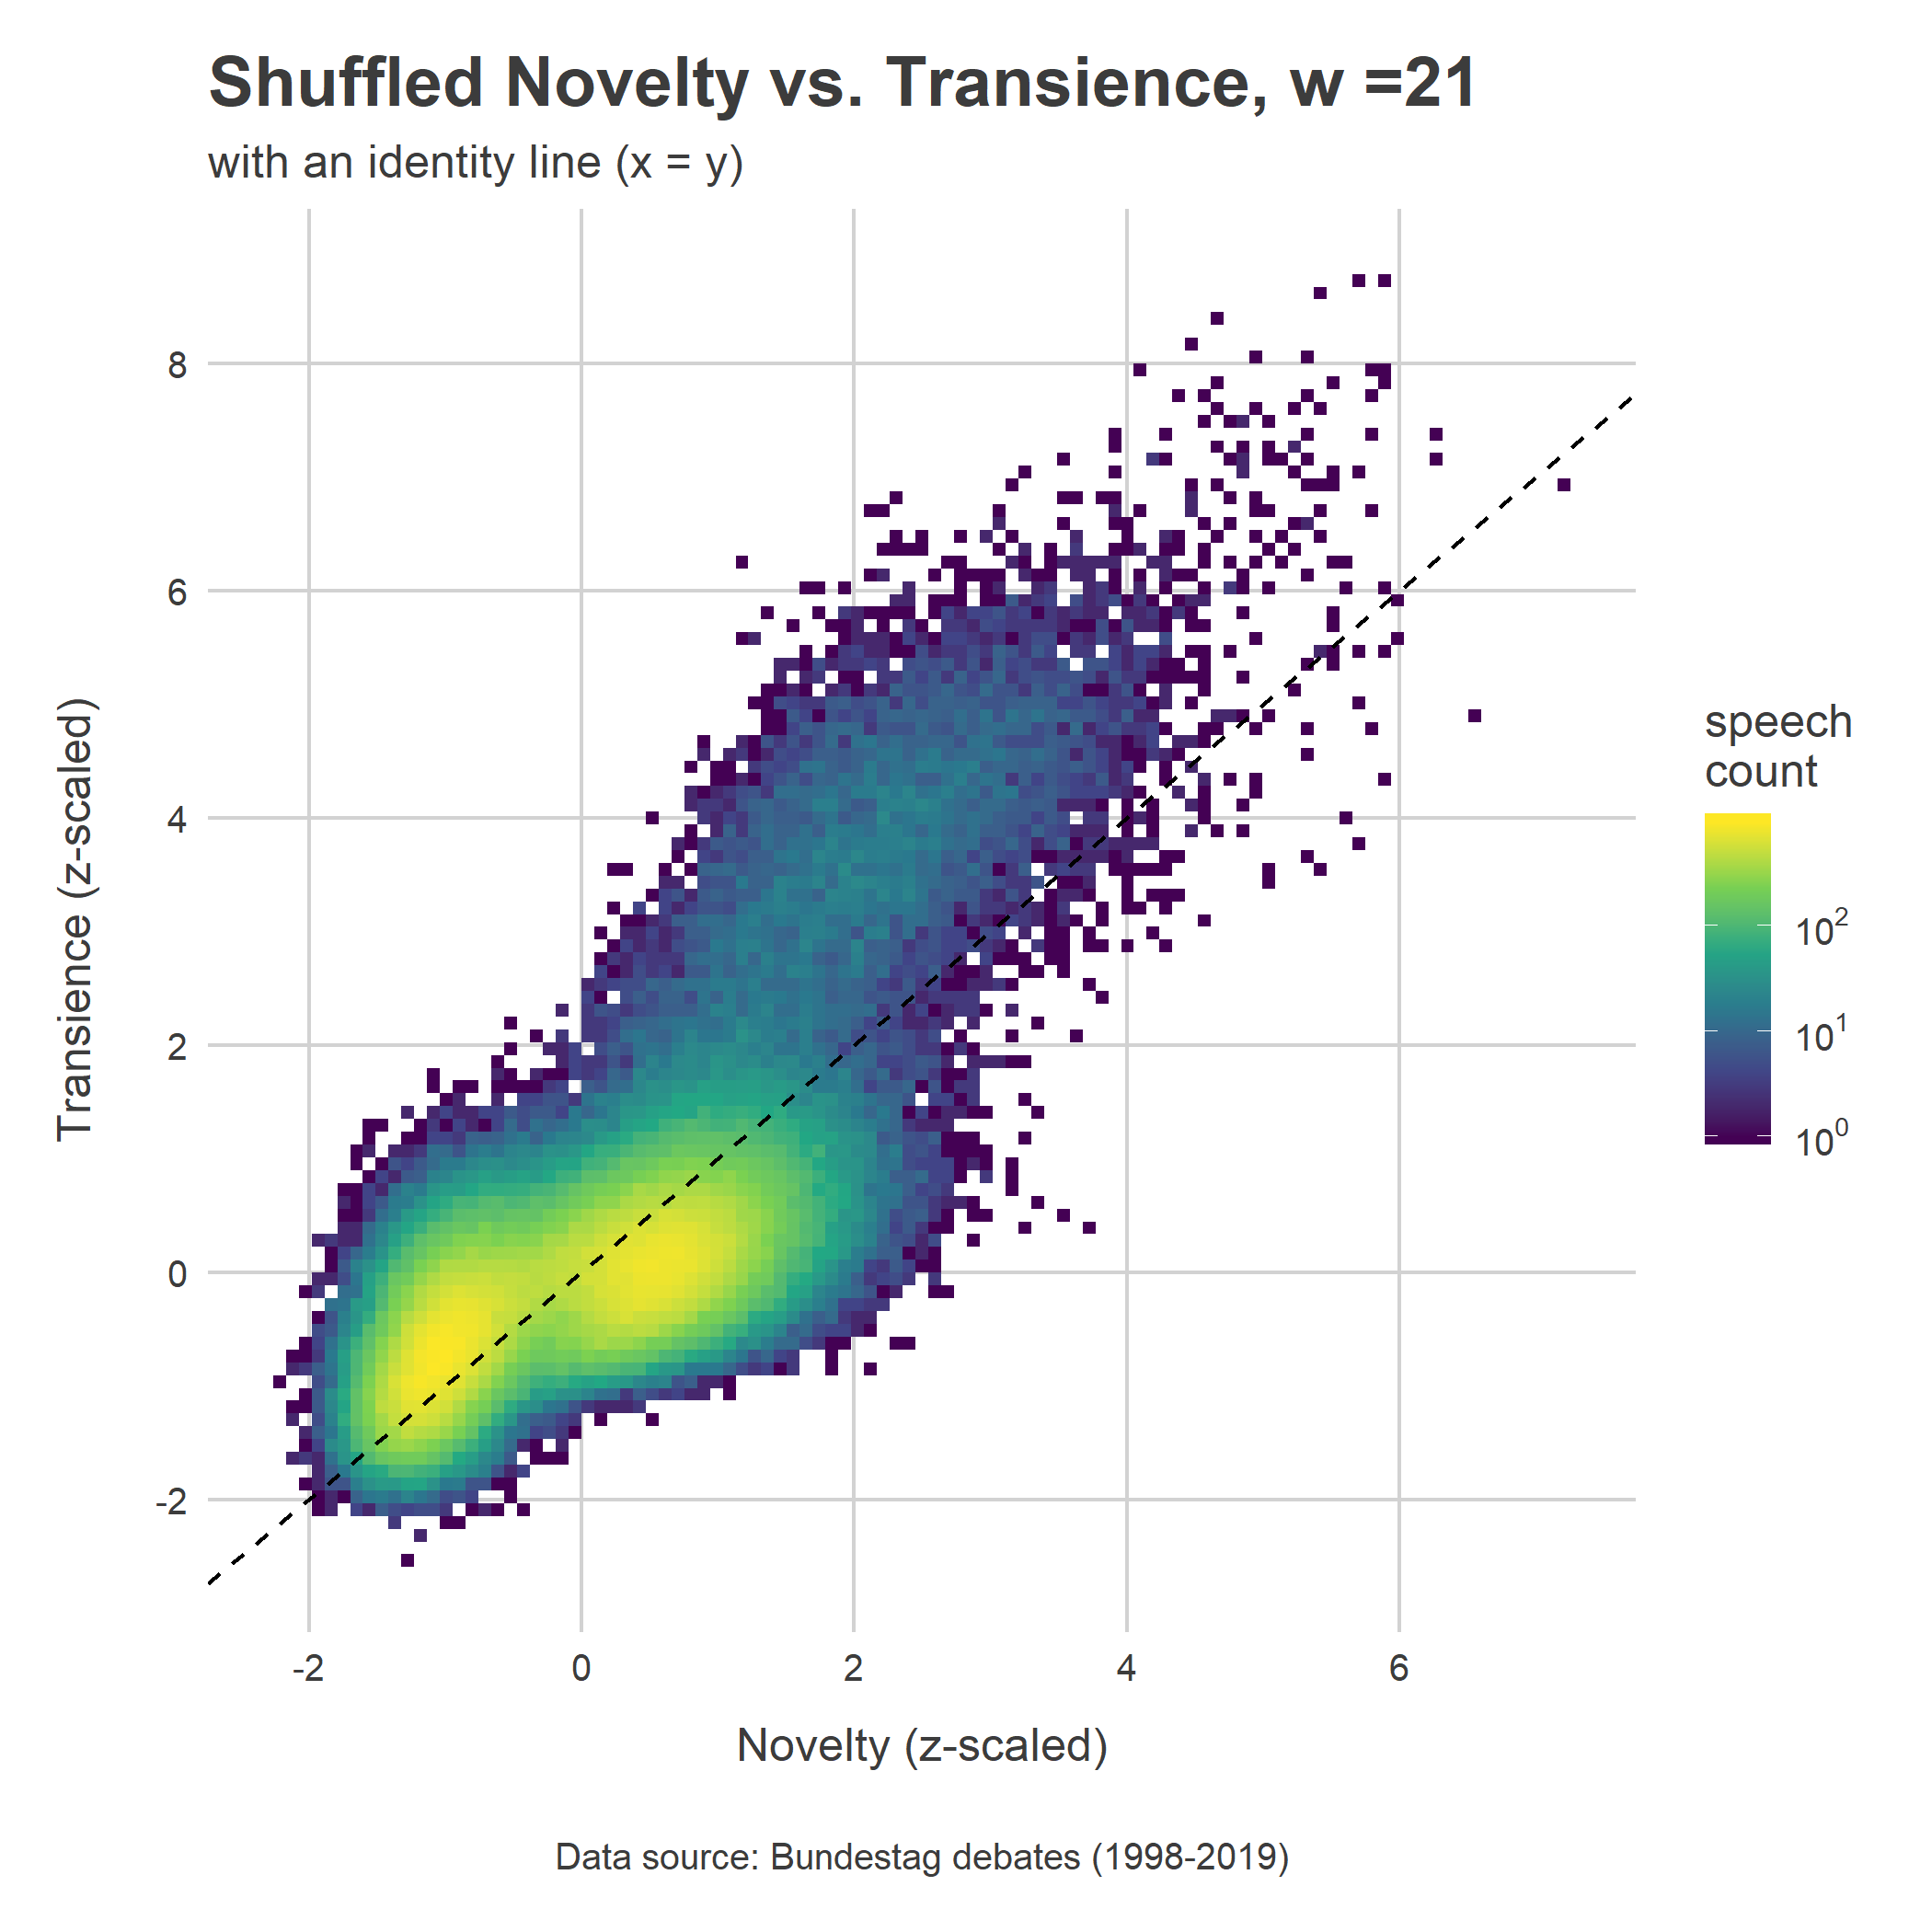 Shuffled Novelty vs. Transience, w =21
with an identity line (x = y)
Transience (z-scaled)
8
6
4
2
0
-2
-2 0 2 4 6
Novelty (z-scaled)
speech
count
10²
10¹
10⁰
Data source: Bundestag debates (1998-2019)